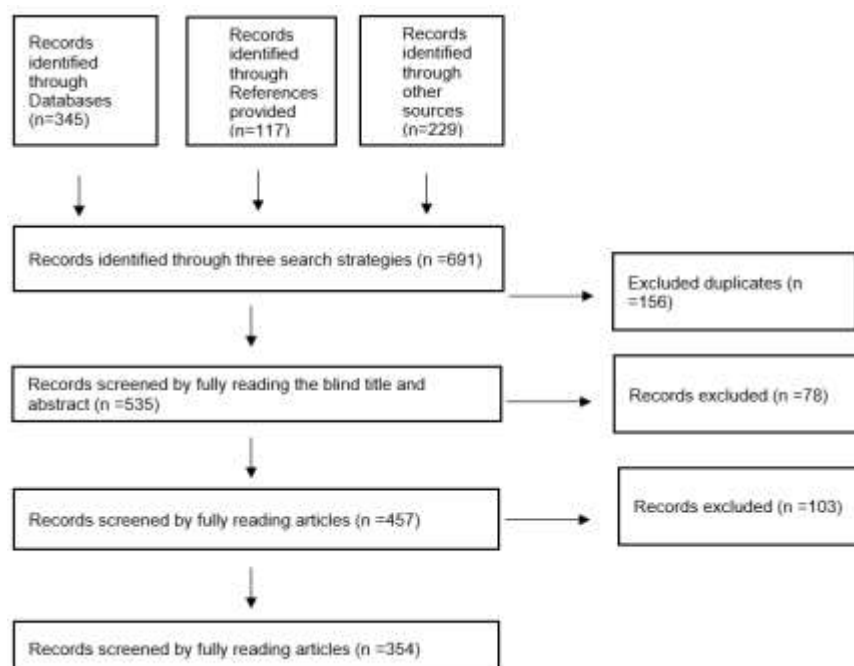 Records
identified
through
Databases
(n=345)
Records
identified
through
References
provided
(n=117)
Records
identified
through
other
sources
(n=229)
Records identified through three search strategies (n =691)
Excluded duplicates (n
=156)
Records screened by fully reading the blind title and
abstract (n =535)
Records excluded (n =78)
Records screened by fully reading articles (n =457)
Records excluded (n =103)
Records screened by fully reading articles (n =354)